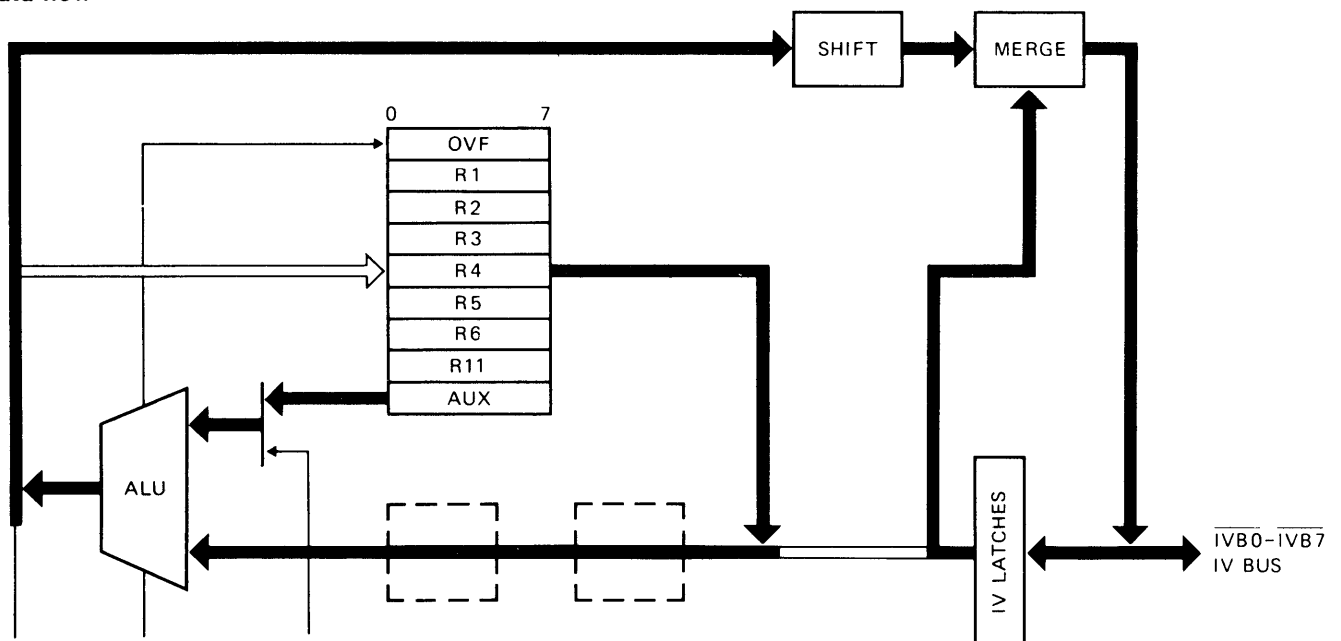 SHIFT
MERGE
0 7
OVF
R1
R2
R3
R4
R5
R6
R11
AUX
ALU
IV LATCHES
IVB0-IVB7
IV BUS